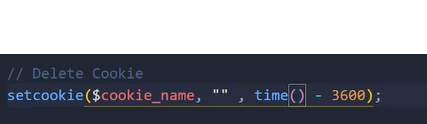 // Delete Cookie
setcookie($cookie_name, "" , time() - 3600);